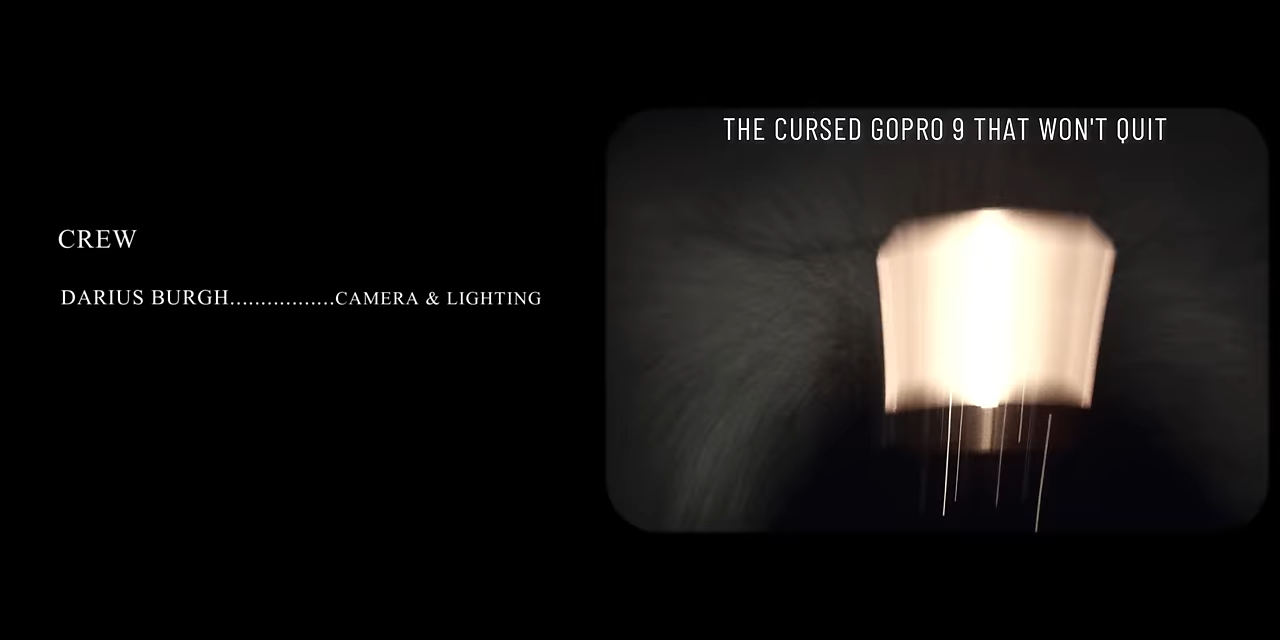 CREW
DARIUS BURGH.................CAMERA & LIGHTING
THE CURSED GOPRO 9 THAT WON'T QUIT